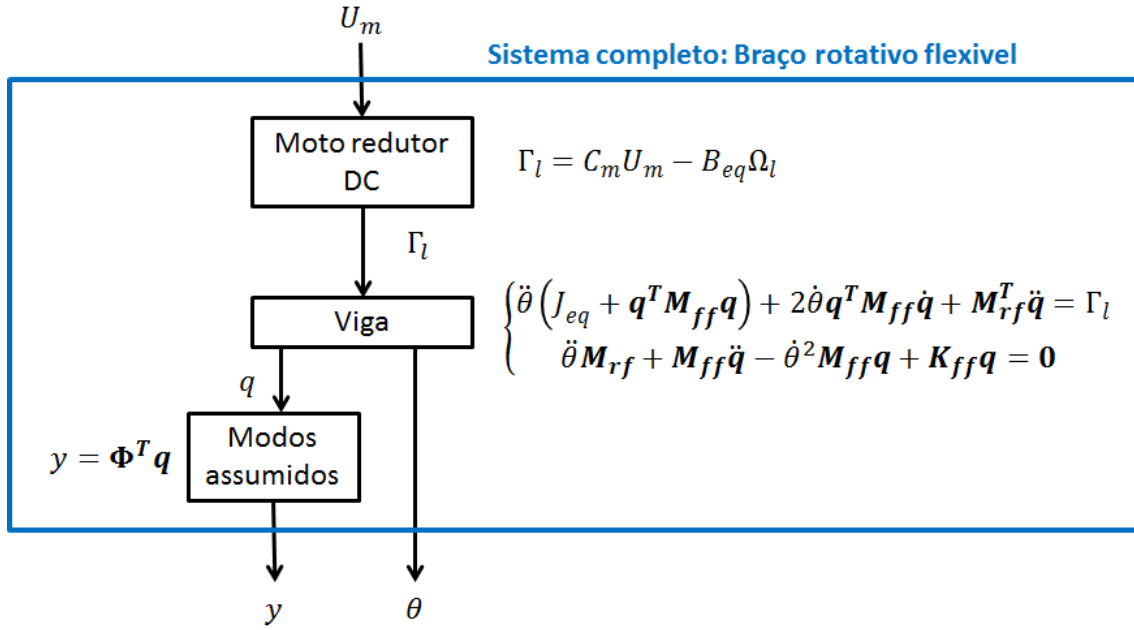 U_m
Sistema completo: Braço rotativo flexivel
Moto redutor
DC
Γ_l = C_m U_m − B_eq Ω_l
Γ_l
Viga
θ̈ (J_eq + q^T M_ff q) + 2θ̇ q^T M_ff q̇ + M_rf^T q̈ = Γ_l
θ̈ M_rf + M_ff q̈ − θ̇² M_ff q + K_ff q = 0
q
Modos
assumidos
y = Φ^T q
y
θ